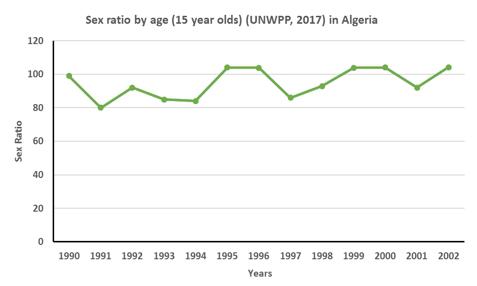 Sex ratio by age (15 year olds) (UNWPP, 2017) in Algeria
120
100
80
60
40
20
0
Sex Ratio
1990 1991 1992 1993 1994 1995 1996 1997 1998 1999 2000 2001 2002
Years